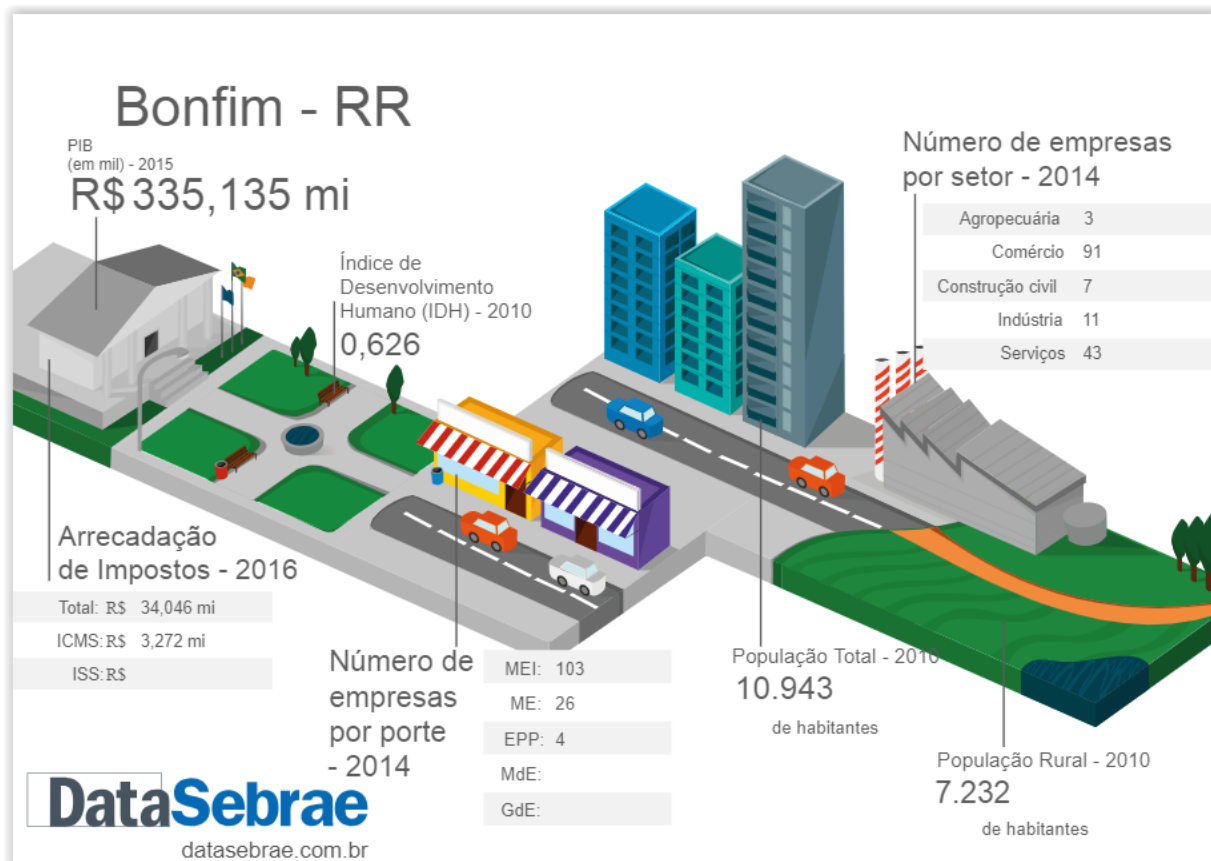 Bonfim - RR
PIB
(em mil) - 2015
R$ 335,135 mi
Índice de
Desenvolvimento
Humano (IDH) - 2010
0,626
Número de empresas
por setor - 2014
Agropecuária 3
Comércio 91
Construção civil 7
Indústria 11
Serviços 43
Arrecadação
de Impostos - 2016
Total: R$ 34,046 mi
ICMS: R$ 3,272 mi
ISS: R$
Número de
empresas
por porte
- 2014
MEI: 103
ME: 26
EPP: 4
MdE:
GdE:
População Total - 2010
10.943
de habitantes
População Rural - 2010
7.232
de habitantes
DataSebrae
datasebrae.com.br